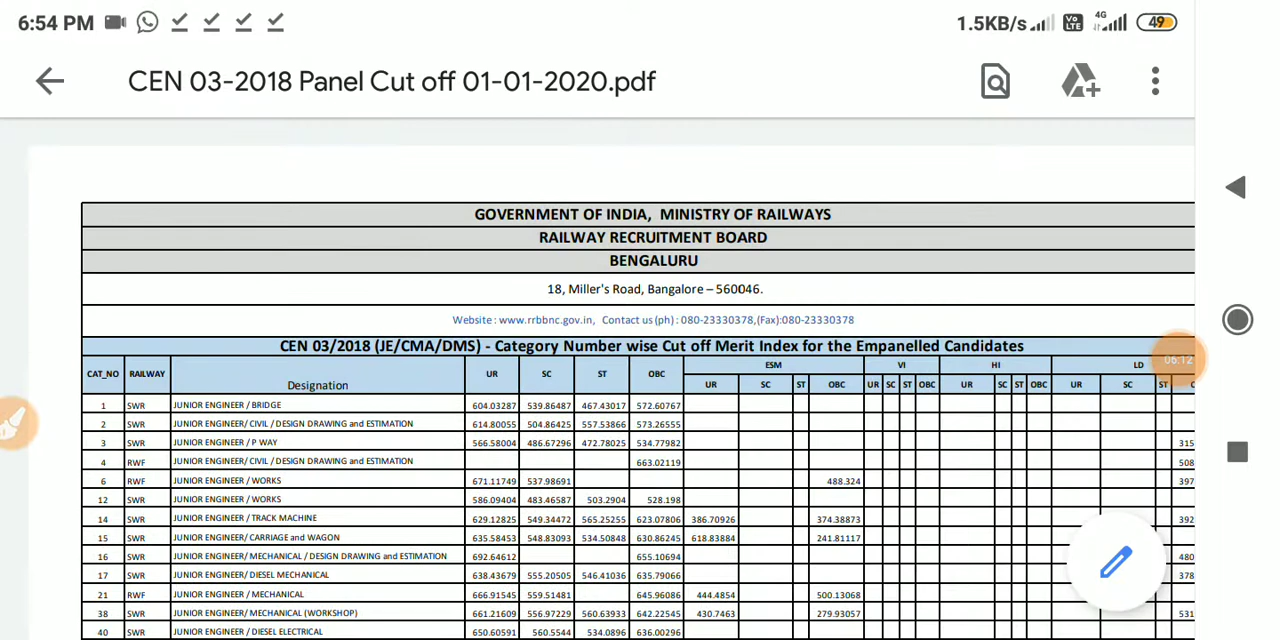 6:54 PM 1.5KB/s Vo LTE 4G 49
CEN 03-2018 Panel Cut off 01-01-2020.pdf
GOVERNMENT OF INDIA, MINISTRY OF RAILWAYS
RAILWAY RECRUITMENT BOARD
BENGALURU
18, Miller's Road, Bangalore – 560046.
Website : www.rrbbnc.gov.in, Contact us (ph) : 080-23330378,(Fax):080-23330378
CEN 03/2018 (JE/CMA/DMS) - Category Number wise Cut off Merit Index for the Empanelled Candidates
CAT_NO RAILWAY Designation UR SC ST OBC ESM VI HI LD
UR SC ST OBC UR SC ST OBC UR SC ST OBC UR SC ST
06:12
1 SWR JUNIOR ENGINEER / BRIDGE 604.03287 539.86487 467.43017 572.60767
2 SWR JUNIOR ENGINEER/ CIVIL / DESIGN DRAWING and ESTIMATION 614.80055 504.86425 557.53866 573.26555
3 SWR JUNIOR ENGINEER/ P WAY 566.58004 486.67296 472.78025 534.77982 315
4 RWF JUNIOR ENGINEER/ CIVIL / DESIGN DRAWING and ESTIMATION 663.02119 508
6 RWF JUNIOR ENGINEER / WORKS 671.11749 537.98691 488.324 397
12 SWR JUNIOR ENGINEER / WORKS 586.09404 483.46587 503.2904 528.198
14 SWR JUNIOR ENGINEER / TRACK MACHINE 629.12825 549.34472 565.25255 623.07806 386.70926 374.38873 392
15 SWR JUNIOR ENGINEER/ CARRIAGE and WAGON 635.58453 548.83093 534.50848 630.86245 618.83884 241.81117
16 SWR JUNIOR ENGINEER/ MECHANICAL / DESIGN DRAWING and ESTIMATION 692.64612 655.10694 480
17 SWR JUNIOR ENGINEER/ DIESEL MECHANICAL 638.43679 555.20505 546.41036 635.79066 378
21 RWF JUNIOR ENGINEER / MECHANICAL 666.91545 559.51481 645.96086 444.4854 500.13068
38 SWR JUNIOR ENGINEER/ MECHANICAL (WORKSHOP) 661.21609 556.97229 560.63933 642.22545 430.7463 279.93057 531
40 SWR JUNIOR ENGINEER / DIESEL ELECTRICAL 650.60591 560.5544 534.0896 636.00296